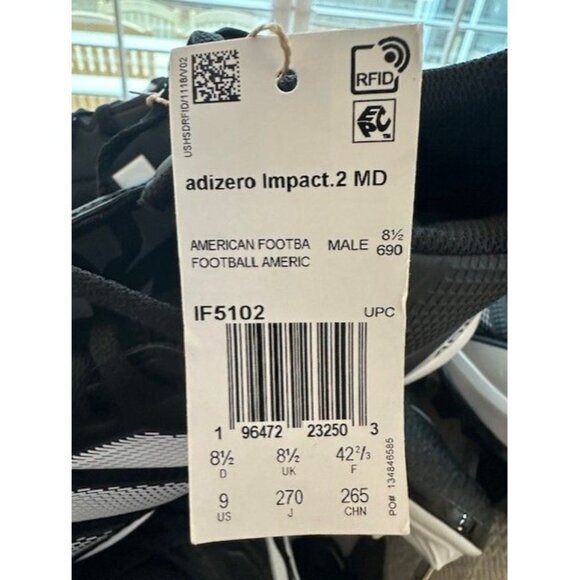 USHSDRFID/1118/V02
RFID
EPC™
adizero Impact.2 MD
AMERICAN FOOTBA MALE 8½
FOOTBALL AMERIC 690
IF5102 UPC
1 96472 23250 3
8½ 8½ 42⅔
D UK F
9 270 265
US J CHN
PO# 134846585